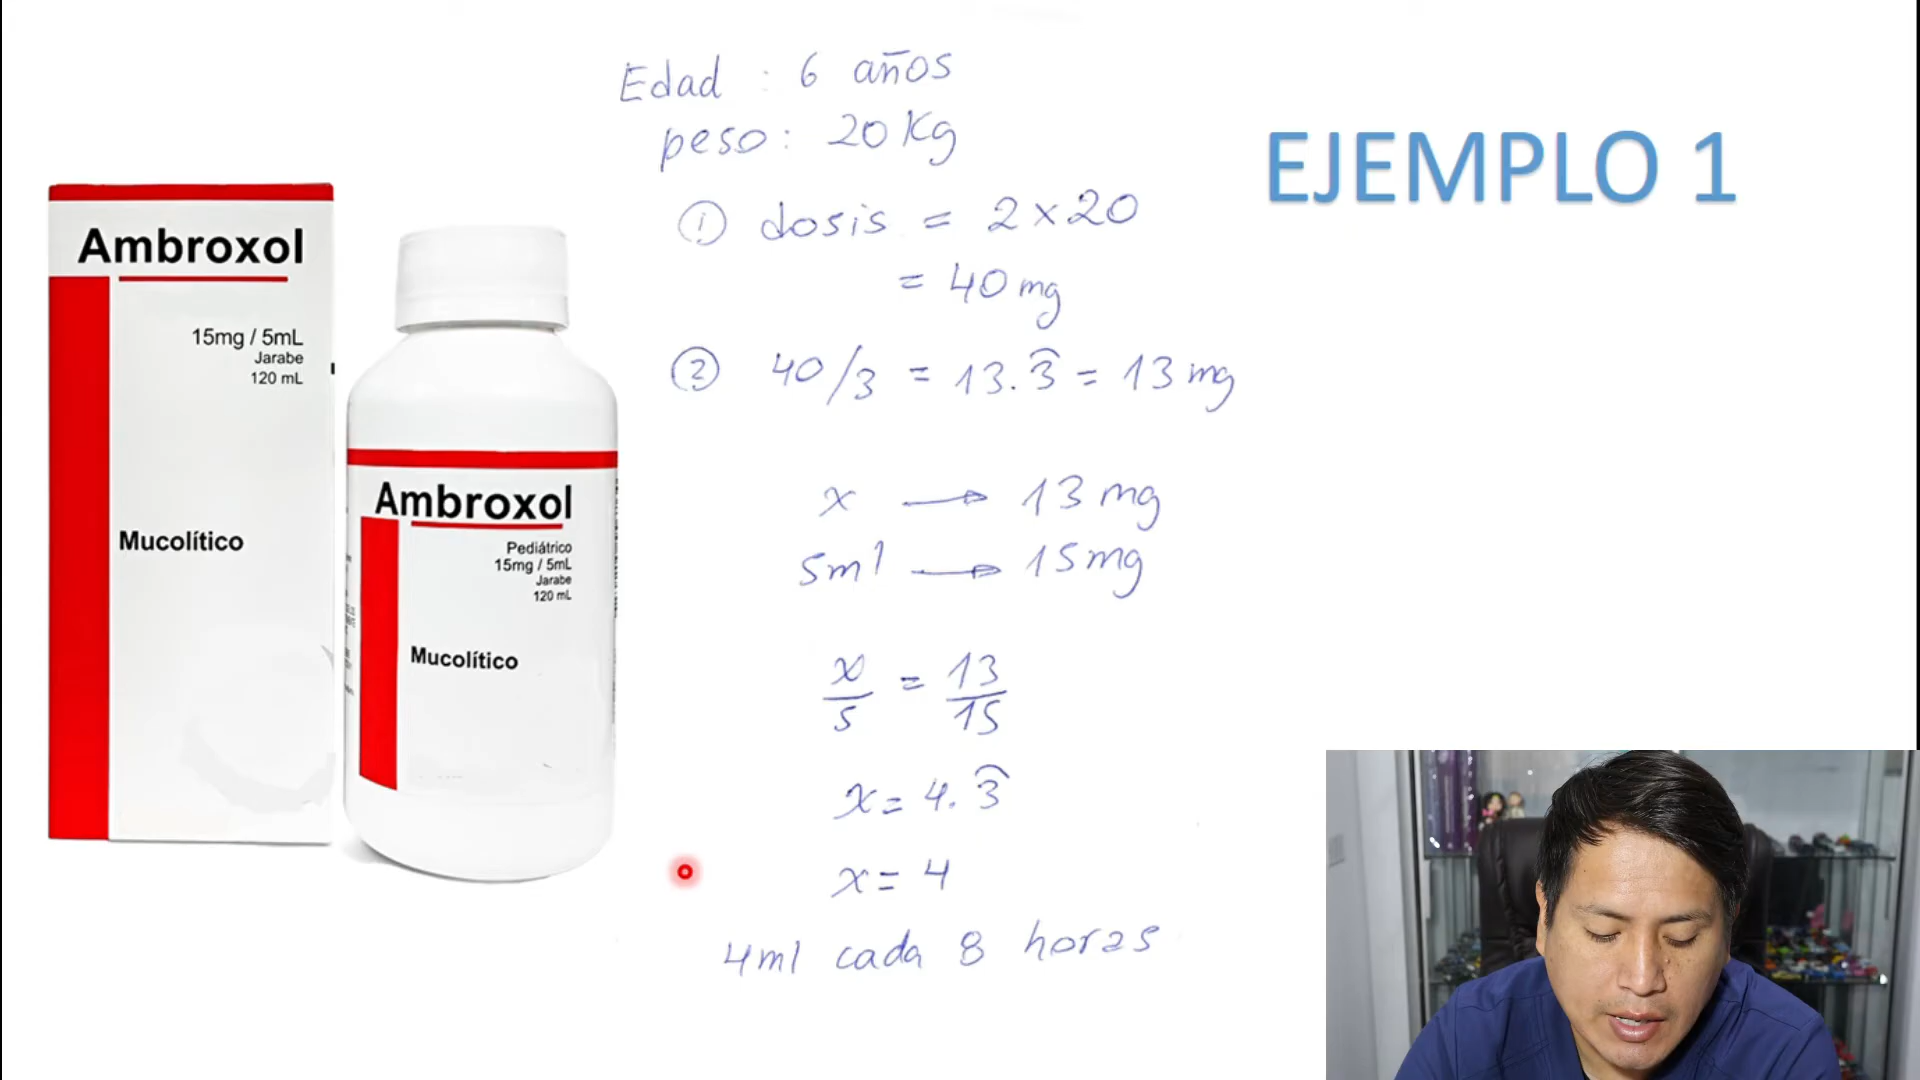 EJEMPLO 1
Edad : 6 años
peso : 20 Kg
① dosis = 2 x 20
= 40 mg
② 40/3 = 13.3̂ = 13 mg
x → 13 mg
5ml → 15mg
x/5 = 13/15
x = 4.3̂
x = 4
4ml cada 8 horas
Ambroxol
15mg / 5mL
Jarabe
120 mL
Mucolítico
Ambroxol
Pediátrico
15mg / 5mL
Jarabe
120 mL
Mucolítico